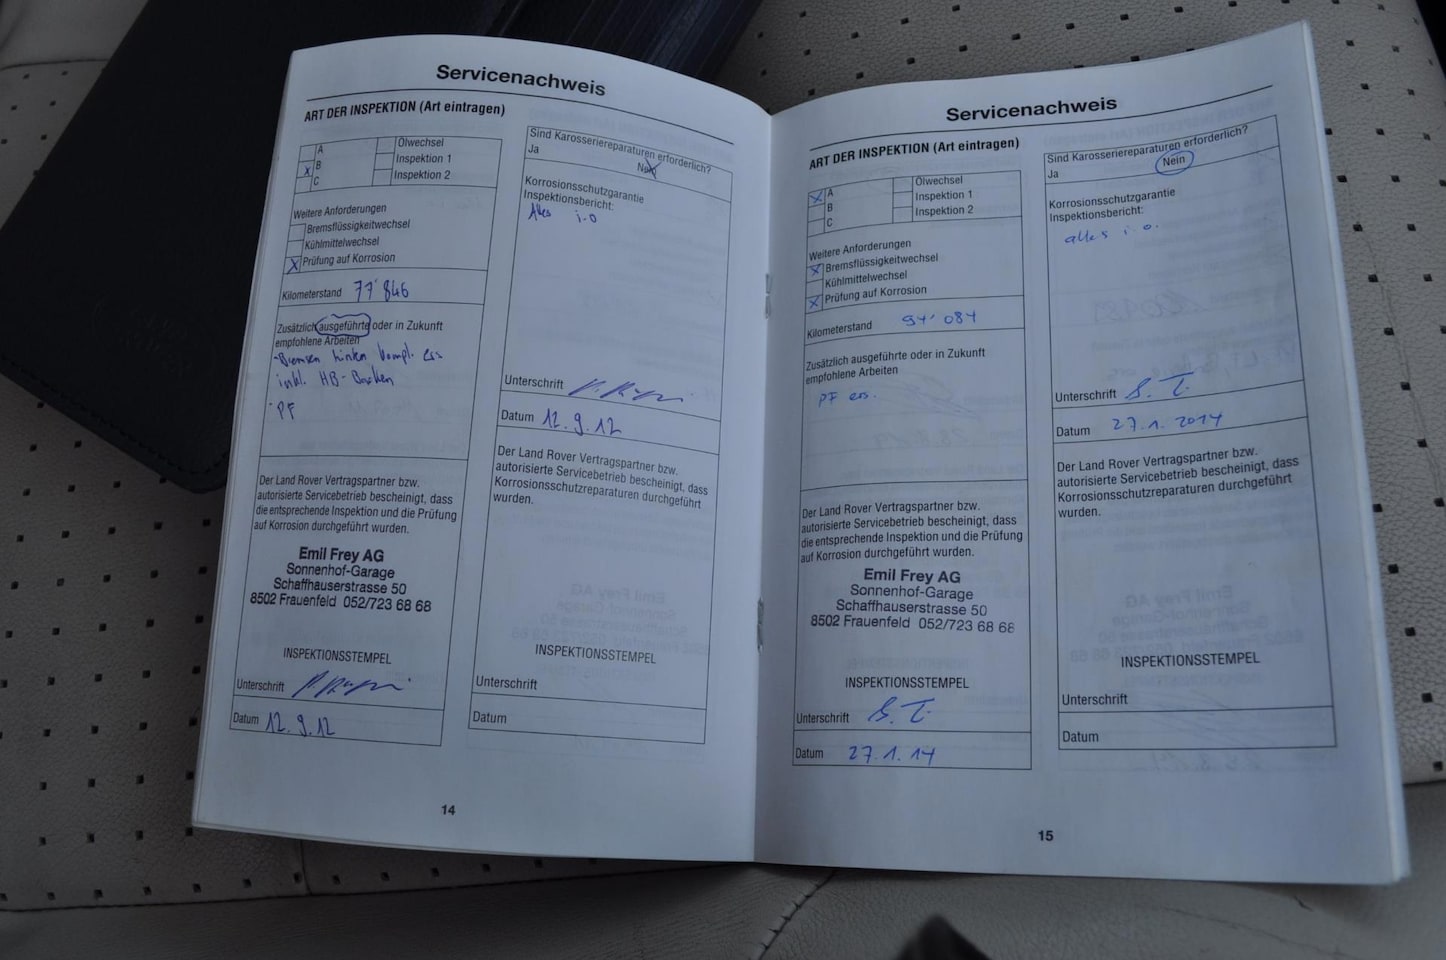 Servicenachweis
ART DER INSPEKTION (Art eintragen)
A
X B
C
Ölwechsel
Inspektion 1
Inspektion 2
Weitere Anforderungen
Bremsflüssigkeitwechsel
Kühlmittelwechsel
X Prüfung auf Korrosion
Kilometerstand 77'846
Zusätzlich ausgeführte oder in Zukunft
empfohlene Arbeiten
-Bremsen hinten kompl. ers.
inkl. HB-Backen
-PF
Der Land Rover Vertragspartner bzw.
autorisierte Servicebetrieb bescheinigt, dass
die entsprechende Inspektion und die Prüfung
auf Korrosion durchgeführt wurden.
Emil Frey AG
Sonnenhof-Garage
Schaffhauserstrasse 50
8502 Frauenfeld 052/723 68 68
INSPEKTIONSSTEMPEL
Unterschrift
Datum 12.9.12
Sind Karosseriereparaturen erforderlich?
Ja Nein
Korrosionsschutzgarantie
Inspektionsbericht:
Alles i.O
Unterschrift
Datum 12.9.12
Der Land Rover Vertragspartner bzw.
autorisierte Servicebetrieb bescheinigt, dass
Korrosionsschutzreparaturen durchgeführt
wurden.
INSPEKTIONSSTEMPEL
Unterschrift
Datum
14
Servicenachweis
ART DER INSPEKTION (Art eintragen)
X A
B
C
Ölwechsel
Inspektion 1
Inspektion 2
Weitere Anforderungen
X Bremsflüssigkeitwechsel
Kühlmittelwechsel
X Prüfung auf Korrosion
Kilometerstand 94'084
Zusätzlich ausgeführte oder in Zukunft
empfohlene Arbeiten
PF ers.
Der Land Rover Vertragspartner bzw.
autorisierte Servicebetrieb bescheinigt, dass
die entsprechende Inspektion und die Prüfung
auf Korrosion durchgeführt wurden.
Emil Frey AG
Sonnenhof-Garage
Schaffhauserstrasse 50
8502 Frauenfeld 052/723 68 68
INSPEKTIONSSTEMPEL
Unterschrift
Datum 27.1.14
Sind Karosseriereparaturen erforderlich?
Ja Nein
Korrosionsschutzgarantie
Inspektionsbericht:
alles i.o.
Unterschrift
Datum 27.1.2014
Der Land Rover Vertragspartner bzw.
autorisierte Servicebetrieb bescheinigt, dass
Korrosionsschutzreparaturen durchgeführt
wurden.
INSPEKTIONSSTEMPEL
Unterschrift
Datum
15